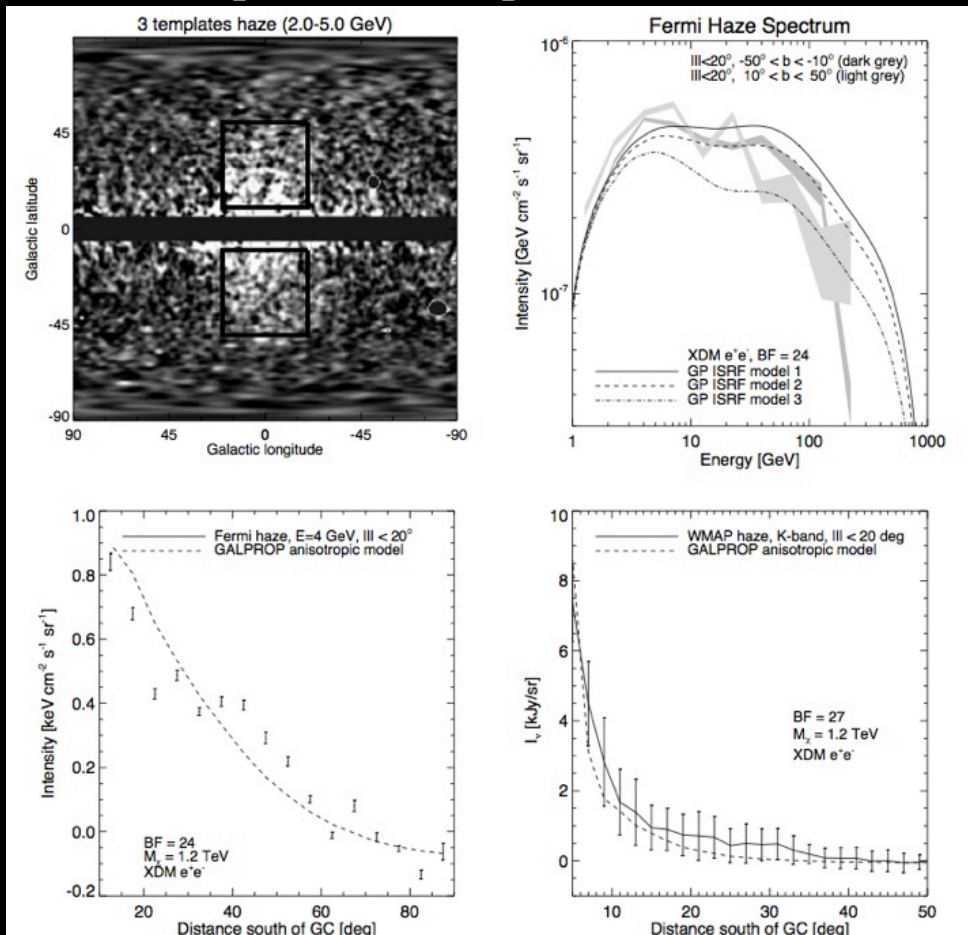 3 templates haze (2.0-5.0 GeV)
Galactic latitude
45
0
-45
-90
90
45
0
-45
-90
Galactic longitude
Fermi Haze Spectrum
10⁻⁶
10⁻⁷
Intensity [GeV cm⁻² s⁻¹ sr⁻¹]
|l|<20°, -50° < b < -10° (dark grey)
|l|<20°, 10° < b < 50° (light grey)
XDM e⁺e⁻, BF = 24
GP ISRF model 1
GP ISRF model 2
GP ISRF model 3
1
10
100
1000
Energy [GeV]
1.0
0.8
0.6
0.4
0.2
0.0
-0.2
Intensity [keV cm⁻² s⁻¹ sr⁻¹]
Fermi haze, E=4 GeV, |l| < 20°
GALPROP anisotropic model
BF = 24
Mᵪ = 1.2 TeV
XDM e⁺e⁻
20
40
60
80
Distance south of GC [deg]
10
8
6
4
2
0
Iᵥ [kJy/sr]
WMAP haze, K-band, |l| < 20 deg
GALPROP anisotropic model
BF = 27
Mᵪ = 1.2 TeV
XDM e⁺e⁻
10
20
30
40
50
Distance south of GC [deg]